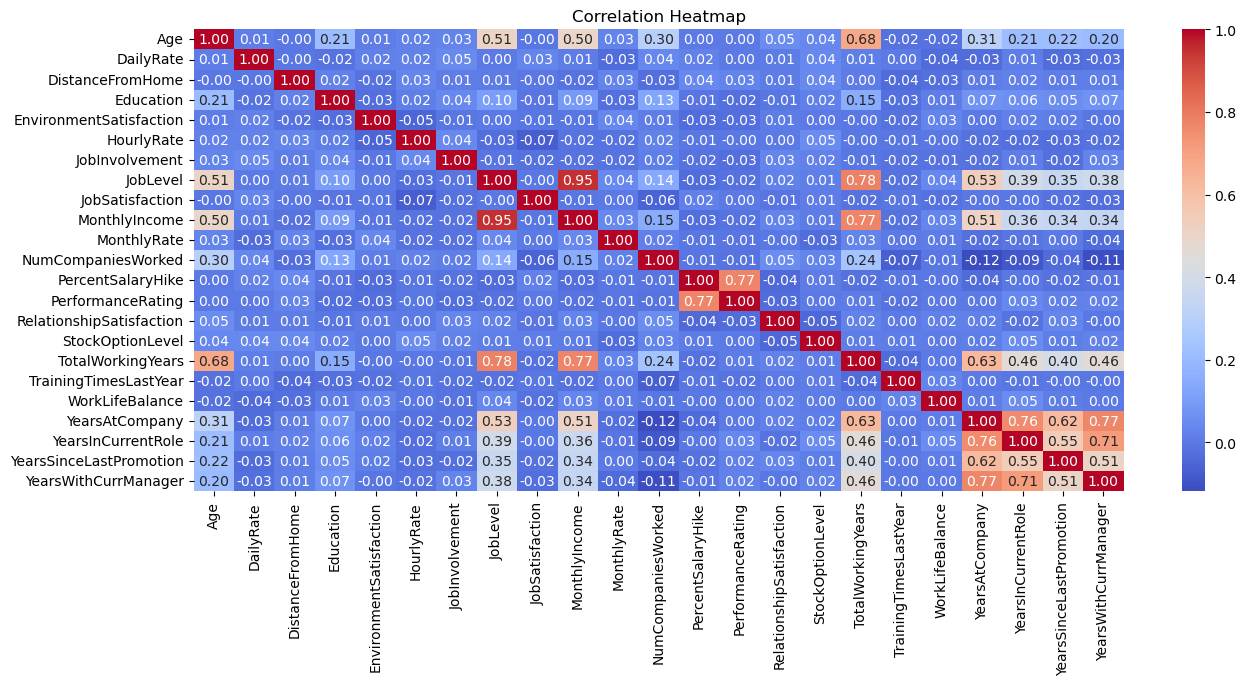 Correlation Heatmap
Age 1.00 0.01 -0.00 0.21 0.01 0.02 0.03 0.51 -0.00 0.50 0.03 0.30 0.00 0.00 0.05 0.04 0.68 -0.02 -0.02 0.31 0.21 0.22 0.20
DailyRate 0.01 1.00 -0.00 -0.02 0.02 0.02 0.05 0.00 0.03 0.01 -0.03 0.04 0.02 0.00 0.01 0.04 0.01 0.00 -0.04 -0.03 0.01 -0.03 -0.03
DistanceFromHome -0.00 -0.00 1.00 0.02 -0.02 0.03 0.01 0.01 -0.00 -0.02 0.03 -0.03 0.04 0.03 0.01 0.04 0.00 -0.04 -0.03 0.01 0.02 0.01 0.01
Education 0.21 -0.02 0.02 1.00 -0.03 0.02 0.04 0.10 -0.01 0.09 -0.03 0.13 -0.01 -0.02 -0.01 0.02 0.15 -0.03 0.01 0.07 0.06 0.05 0.07
EnvironmentSatisfaction 0.01 0.02 -0.02 -0.03 1.00 -0.05 -0.01 0.00 -0.01 -0.01 0.04 0.01 -0.03 -0.03 0.01 0.00 -0.00 -0.02 0.03 0.00 0.02 0.02 -0.00
HourlyRate 0.02 0.02 0.03 0.02 -0.05 1.00 0.04 -0.03 -0.07 -0.02 -0.02 0.02 -0.01 -0.00 0.00 0.05 -0.00 -0.01 -0.00 -0.02 -0.02 -0.03 -0.02
JobInvolvement 0.03 0.05 0.01 0.04 -0.01 0.04 1.00 -0.01 -0.02 -0.02 -0.02 0.02 -0.02 -0.03 0.03 0.02 -0.01 -0.02 -0.01 -0.02 0.01 -0.02 0.03
JobLevel 0.51 0.00 0.01 0.10 0.00 -0.03 -0.01 1.00 -0.00 0.95 0.04 0.14 -0.03 -0.02 0.02 0.01 0.78 -0.02 0.04 0.53 0.39 0.35 0.38
JobSatisfaction -0.00 0.03 -0.00 -0.01 -0.01 -0.07 -0.02 -0.00 1.00 -0.01 0.00 -0.06 0.02 0.00 -0.01 0.01 -0.02 -0.01 -0.02 -0.00 -0.00 -0.02 -0.03
MonthlyIncome 0.50 0.01 -0.02 0.09 -0.01 -0.02 -0.02 0.95 -0.01 1.00 0.03 0.15 -0.03 -0.02 0.03 0.01 0.77 -0.02 0.03 0.51 0.36 0.34 0.34
MonthlyRate 0.03 -0.03 0.03 -0.03 0.04 -0.02 -0.02 0.04 0.00 0.03 1.00 0.02 -0.01 -0.01 -0.00 -0.03 0.03 0.00 0.01 -0.02 -0.01 0.00 -0.04
NumCompaniesWorked 0.30 0.04 -0.03 0.13 0.01 0.02 0.02 0.14 -0.06 0.15 0.02 1.00 -0.01 -0.01 0.05 0.03 0.24 -0.07 -0.01 -0.12 -0.09 -0.04 -0.11
PercentSalaryHike 0.00 0.02 0.04 -0.01 -0.03 -0.01 -0.02 -0.03 0.02 -0.03 -0.01 -0.01 1.00 0.77 -0.04 0.01 -0.02 -0.01 -0.00 -0.04 -0.00 -0.02 -0.01
PerformanceRating 0.00 0.00 0.03 -0.02 -0.03 -0.00 -0.03 -0.02 0.00 -0.02 -0.01 -0.01 0.77 1.00 -0.03 0.00 0.01 -0.02 0.00 0.00 0.03 0.02 0.02
RelationshipSatisfaction 0.05 0.01 0.01 -0.01 0.01 0.00 0.03 0.02 -0.01 0.03 -0.00 0.05 -0.04 -0.03 1.00 -0.05 0.02 0.00 0.02 0.02 -0.02 0.03 -0.00
StockOptionLevel 0.04 0.04 0.04 0.02 0.00 0.05 0.02 0.01 0.01 0.01 -0.03 0.03 0.01 0.00 -0.05 1.00 0.01 0.01 0.00 0.02 0.05 0.01 0.02
TotalWorkingYears 0.68 0.01 0.00 0.15 -0.00 -0.00 -0.01 0.78 -0.02 0.77 0.03 0.24 -0.02 0.01 0.02 0.01 1.00 -0.04 0.00 0.63 0.46 0.40 0.46
TrainingTimesLastYear -0.02 0.00 -0.04 -0.03 -0.02 -0.01 -0.02 -0.02 -0.01 -0.02 0.00 -0.07 -0.01 -0.02 0.00 0.01 -0.04 1.00 0.03 0.00 -0.01 -0.00 -0.00
WorkLifeBalance -0.02 -0.04 -0.03 0.01 0.03 -0.00 -0.01 0.04 -0.02 0.03 0.01 -0.01 -0.00 0.00 0.02 0.00 0.00 0.03 1.00 0.01 0.05 0.01 0.00
YearsAtCompany 0.31 -0.03 0.01 0.07 0.00 -0.02 -0.02 0.53 -0.00 0.51 -0.02 -0.12 -0.04 0.00 0.02 0.02 0.63 0.00 0.01 1.00 0.76 0.62 0.77
YearsInCurrentRole 0.21 0.01 0.02 0.06 0.02 -0.02 0.01 0.39 -0.00 0.36 -0.01 -0.09 -0.00 0.03 -0.02 0.05 0.46 -0.01 0.05 0.76 1.00 0.55 0.71
YearsSinceLastPromotion 0.22 -0.03 0.01 0.05 0.02 -0.03 -0.02 0.35 -0.02 0.34 0.00 -0.04 -0.02 0.02 0.03 0.01 0.40 -0.00 0.01 0.62 0.55 1.00 0.51
YearsWithCurrManager 0.20 -0.03 0.01 0.07 -0.00 -0.02 0.03 0.38 -0.03 0.34 -0.04 -0.11 -0.01 0.02 -0.00 0.02 0.46 -0.00 0.00 0.77 0.71 0.51 1.00
Age
DailyRate
DistanceFromHome
Education
EnvironmentSatisfaction
HourlyRate
JobInvolvement
JobLevel
JobSatisfaction
MonthlyIncome
MonthlyRate
NumCompaniesWorked
PercentSalaryHike
PerformanceRating
RelationshipSatisfaction
StockOptionLevel
TotalWorkingYears
TrainingTimesLastYear
WorkLifeBalance
YearsAtCompany
YearsInCurrentRole
YearsSinceLastPromotion
YearsWithCurrManager
1.0
0.8
0.6
0.4
0.2
0.0